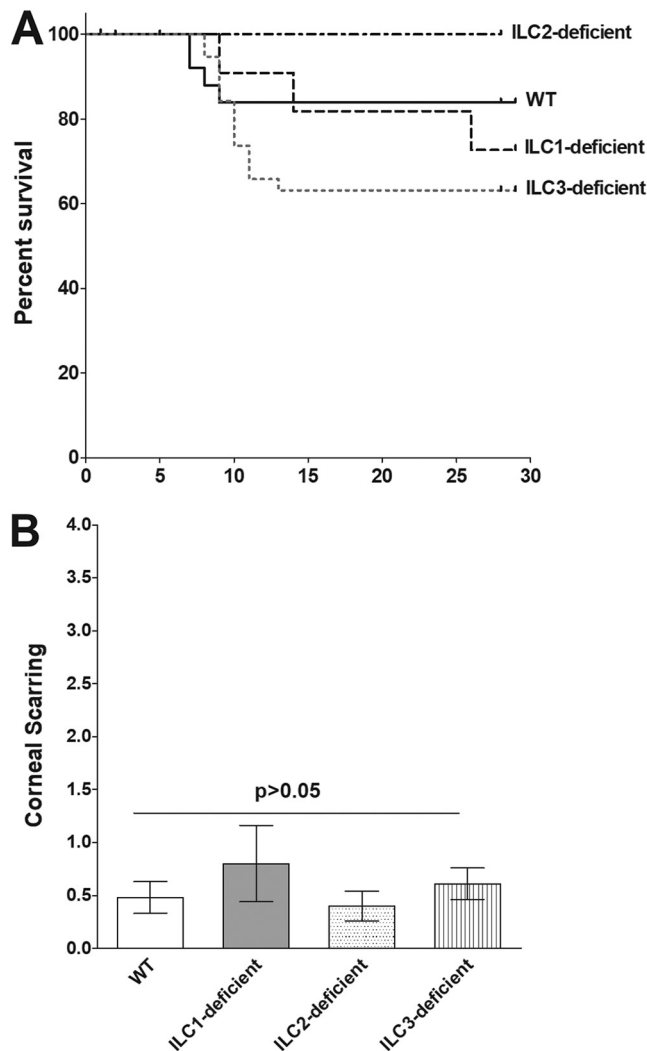 A
100
80
60
40
20
0
Percent survival
ILC2-deficient
WT
ILC1-deficient
ILC3-deficient
0 5 10 15 20 25 30
B
4.0
3.5
3.0
2.5
2.0
1.5
1.0
0.5
0.0
Corneal Scarring
p>0.05
WT
ILC1-deficient
ILC2-deficient
ILC3-deficient